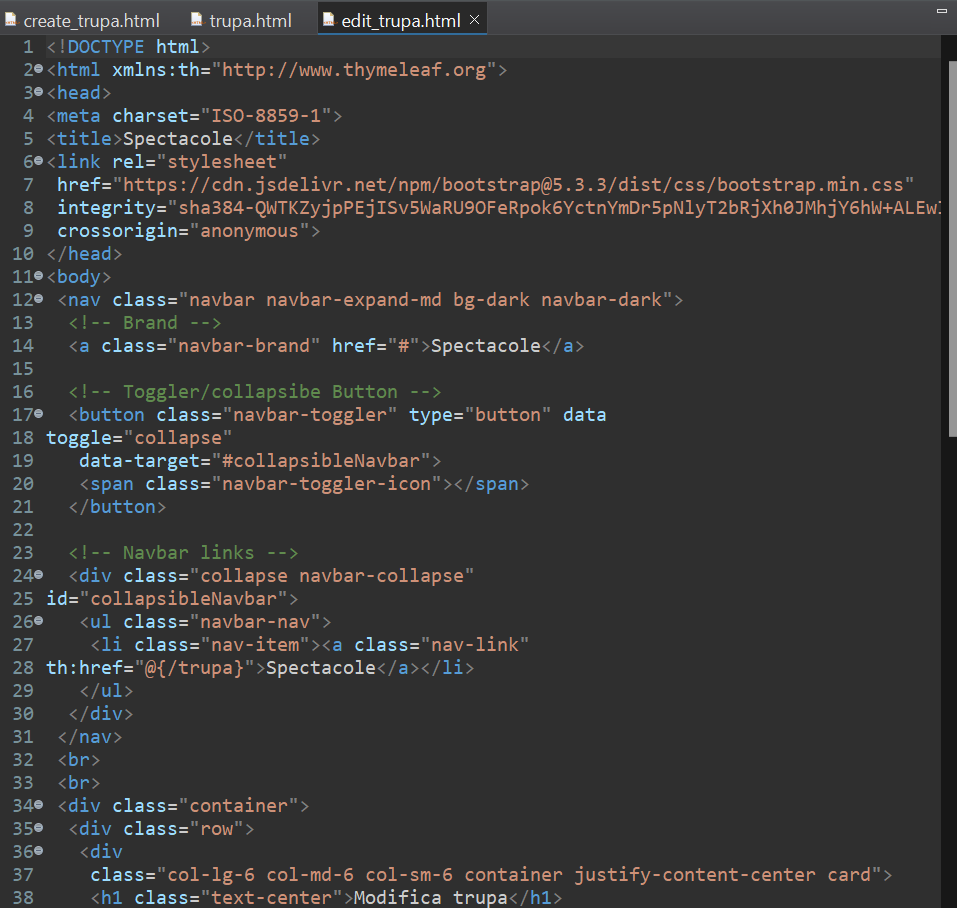 create_trupa.html trupa.html edit_trupa.html
1 <!DOCTYPE html>
2 <html xmlns:th="http://www.thymeleaf.org">
3 <head>
4 <meta charset="ISO-8859-1">
5 <title>Spectacole</title>
6 <link rel="stylesheet"
7 href="https://cdn.jsdelivr.net/npm/bootstrap@5.3.3/dist/css/bootstrap.min.css"
8 integrity="sha384-QWTKZyjpPEjISv5WaRU9OFeRpok6YctnYmDr5pNlyT2bRjXh0JMhjY6hW+ALEwI
9 crossorigin="anonymous">
10 </head>
11 <body>
12 <nav class="navbar navbar-expand-md bg-dark navbar-dark">
13 <!-- Brand -->
14 <a class="navbar-brand" href="#">Spectacole</a>
15
16 <!-- Toggler/collapsibe Button -->
17 <button class="navbar-toggler" type="button" data
18 toggle="collapse"
19 data-target="#collapsibleNavbar">
20 <span class="navbar-toggler-icon"></span>
21 </button>
22
23 <!-- Navbar links -->
24 <div class="collapse navbar-collapse"
25 id="collapsibleNavbar">
26 <ul class="navbar-nav">
27 <li class="nav-item"><a class="nav-link"
28 th:href="@{/trupa}">Spectacole</a></li>
29 </ul>
30 </div>
31 </nav>
32 <br>
33 <br>
34 <div class="container">
35 <div class="row">
36 <div
37 class="col-lg-6 col-md-6 col-sm-6 container justify-content-center card">
38 <h1 class="text-center">Modifica trupa</h1>